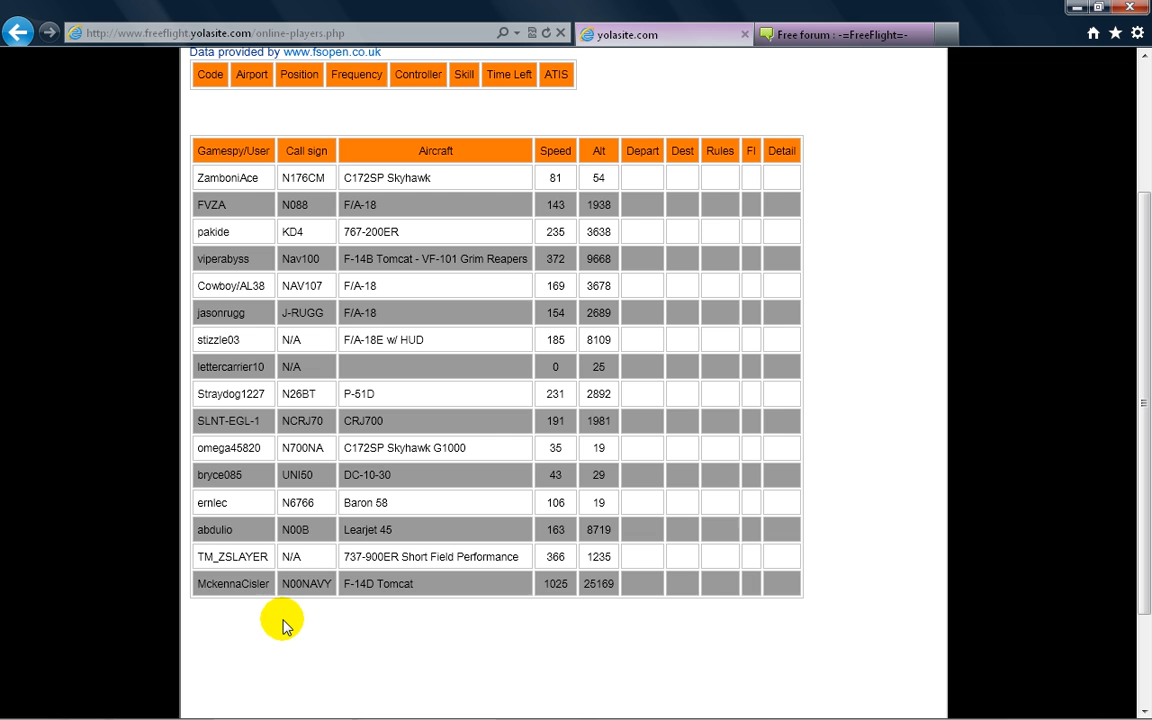 http://www.freeflight.yolasite.com/online-players.php
yolasite.com
Free forum : -=FreeFlight=-
Data provided by www.fsopen.co.uk
Code Airport Position Frequency Controller Skill Time Left ATIS
Gamespy/User Call sign Aircraft Speed Alt Depart Dest Rules Fl Detail
ZamboniAce N176CM C172SP Skyhawk 81 54
FVZA N088 F/A-18 143 1938
pakide KD4 767-200ER 235 3638
viperabyss Nav100 F-14B Tomcat - VF-101 Grim Reapers 372 9668
Cowboy/AL38 NAV107 F/A-18 169 3678
jasonrugg J-RUGG F/A-18 154 2689
stizzle03 N/A F/A-18E w/ HUD 185 8109
lettercarrier10 N/A 0 25
Straydog1227 N26BT P-51D 231 2892
SLNT-EGL-1 NCRJ70 CRJ700 191 1981
omega45820 N700NA C172SP Skyhawk G1000 35 19
bryce085 UNI50 DC-10-30 43 29
ernlec N6766 Baron 58 106 19
abdulio N00B Learjet 45 163 8719
TM_ZSLAYER N/A 737-900ER Short Field Performance 366 1235
MckennaCisler N00NAVY F-14D Tomcat 1025 25169